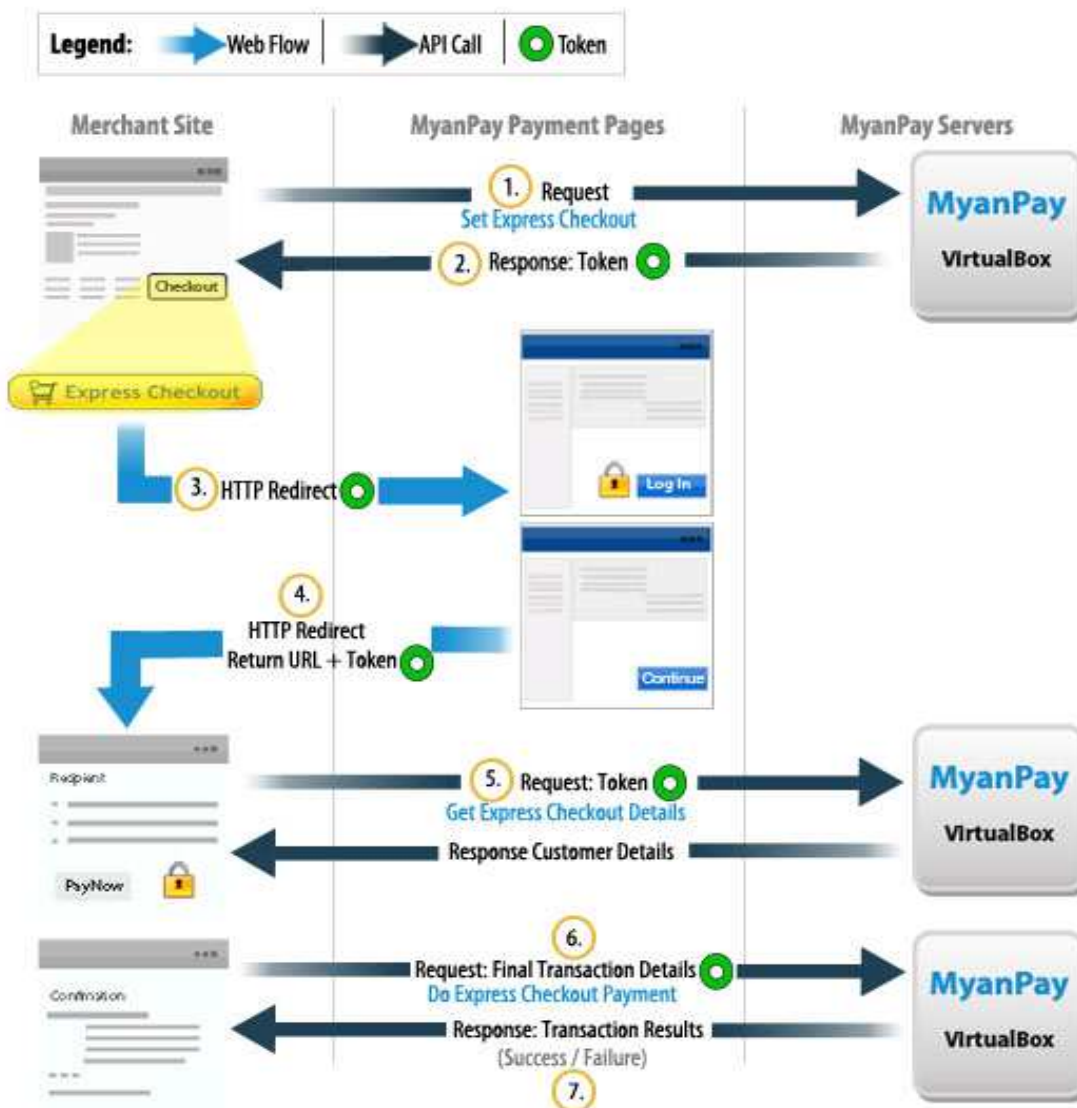 Legend: Web Flow API Call Token
Merchant Site MyanPay Payment Pages MyanPay Servers
1. Request
Set Express Checkout
2. Response: Token
MyanPay
VirtualBox
Checkout
Express Checkout
Log In
3. HTTP Redirect
4.
HTTP Redirect
Return URL + Token
Continue
Recipient
PayNow
5. Request: Token
Get Express Checkout Details
Response Customer Details
MyanPay
VirtualBox
Confirmation
6.
Request: Final Transaction Details
Do Express Checkout Payment
Response: Transaction Results
(Success / Failure)
7.
MyanPay
VirtualBox